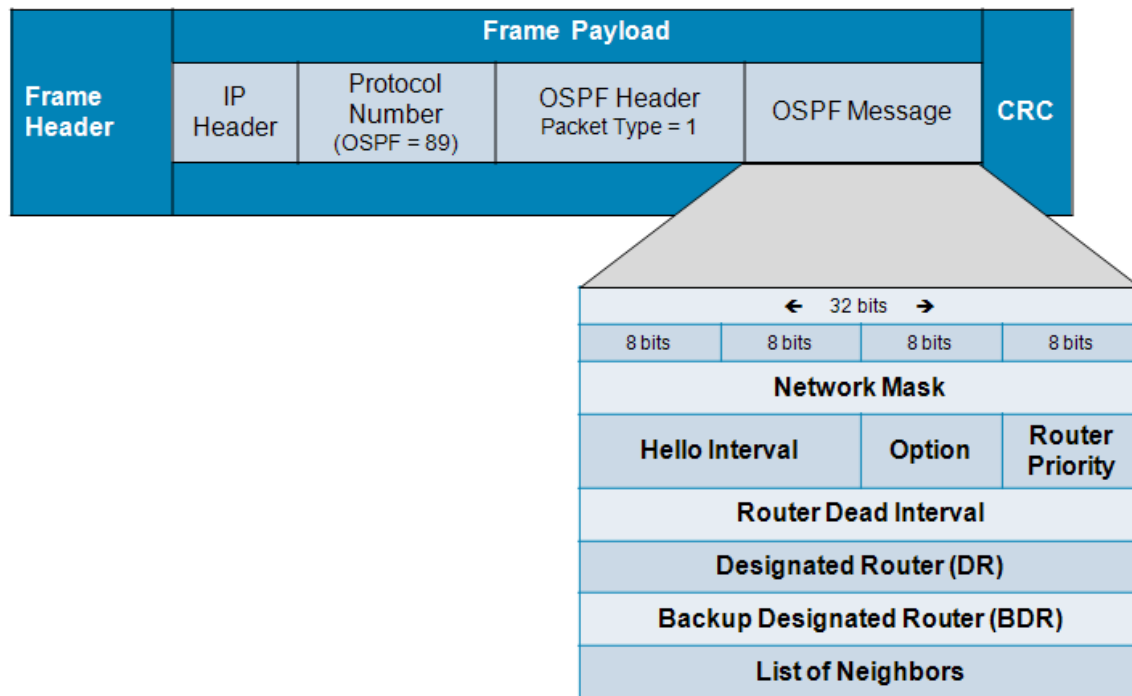 Frame Payload
Frame
Header
IP
Header
Protocol
Number
(OSPF = 89)
OSPF Header
Packet Type = 1
OSPF Message
CRC
← 32 bits →
8 bits 8 bits 8 bits 8 bits
Network Mask
Hello Interval
Option
Router
Priority
Router Dead Interval
Designated Router (DR)
Backup Designated Router (BDR)
List of Neighbors